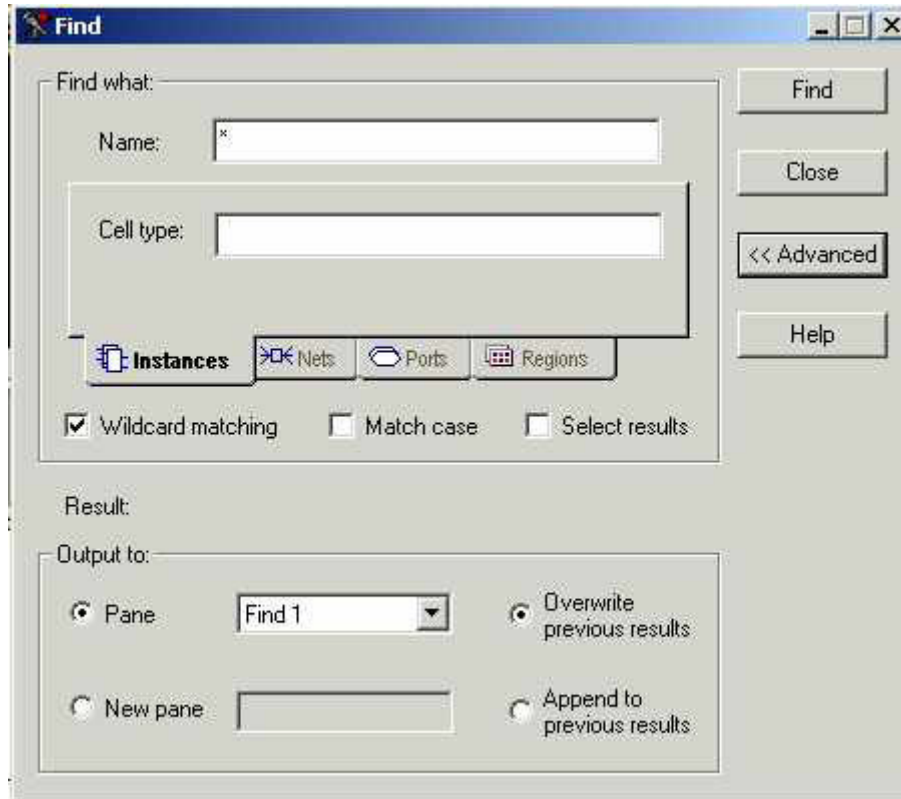 Find
Find what:
Name: *
Cell type:
Instances Nets Ports Regions
Wildcard matching Match case Select results
Find
Close
<< Advanced
Help
Result:
Output to:
Pane Find 1
Overwrite
previous results
New pane
Append to
previous results